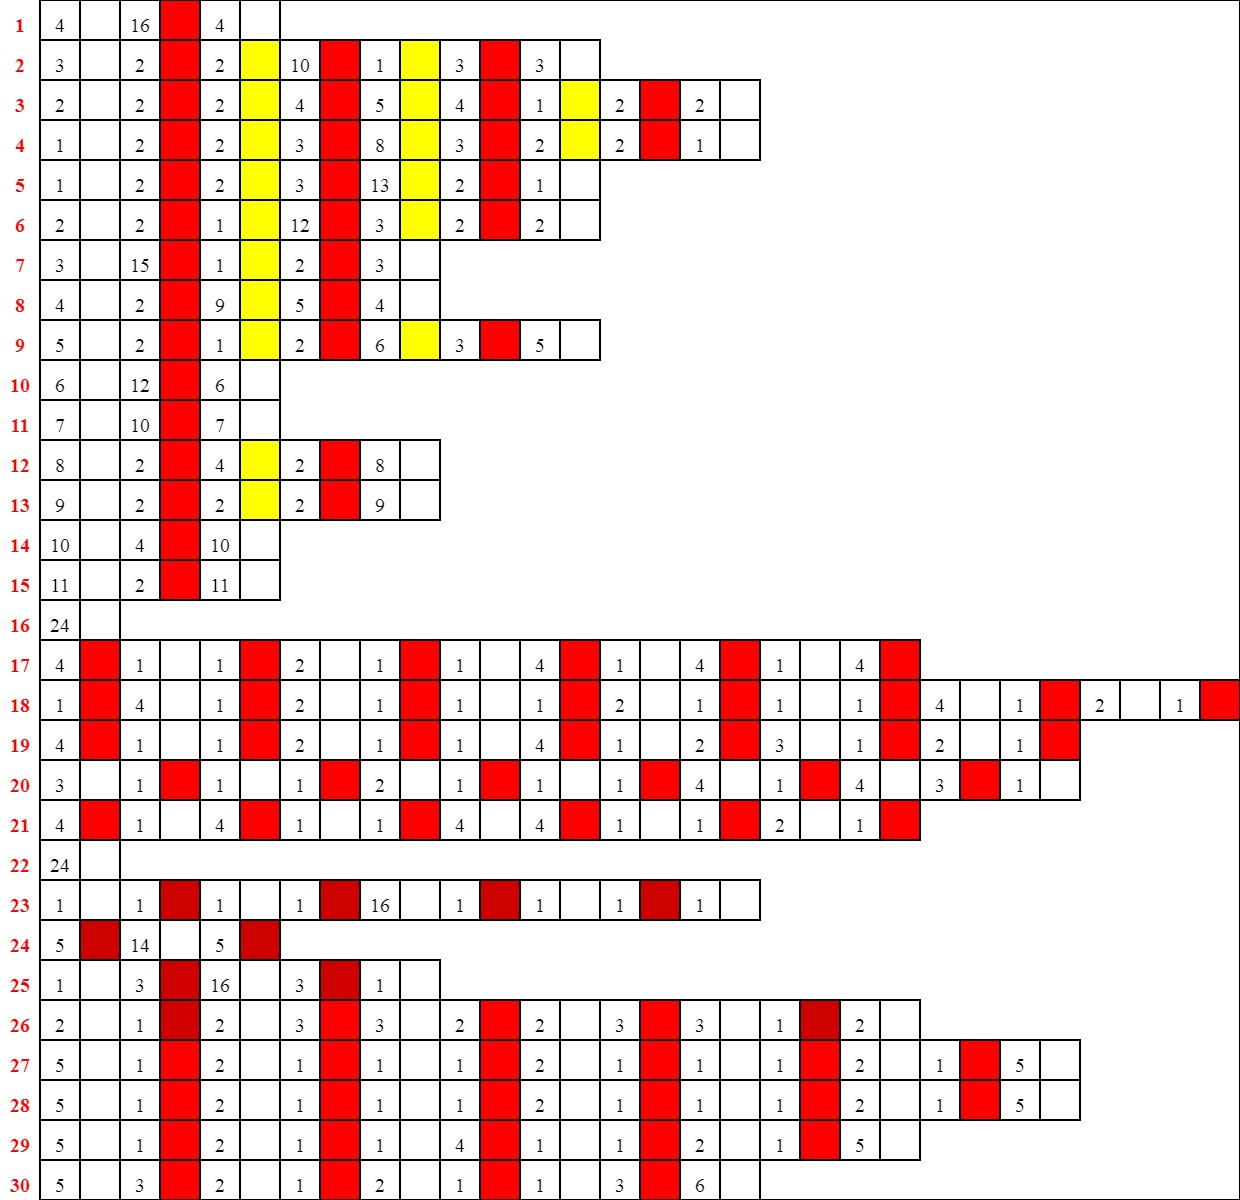 1 4 16 4
2 3 2 2 10 1 3 3
3 2 2 2 4 5 4 1 2 2
4 1 2 2 3 8 3 2 2 1
5 1 2 2 3 13 2 1
6 2 2 1 12 3 2 2
7 3 15 1 2 3
8 4 2 9 5 4
9 5 2 1 2 6 3 5
10 6 12 6
11 7 10 7
12 8 2 4 2 8
13 9 2 2 2 9
14 10 4 10
15 11 2 11
16 24
17 4 1 1 2 1 1 4 1 4 1 4
18 1 4 1 2 1 1 1 2 1 1 1 4 1 2 1
19 4 1 1 2 1 1 4 1 2 3 1 2 1
20 3 1 1 1 2 1 1 1 4 1 4 3 1
21 4 1 4 1 1 4 4 1 1 2 1
22 24
23 1 1 1 1 16 1 1 1 1
24 5 14 5
25 1 3 16 3 1
26 2 1 2 3 3 2 2 3 3 1 2
27 5 1 2 1 1 1 2 1 1 1 2 1 5
28 5 1 2 1 1 1 2 1 1 1 2 1 5
29 5 1 2 1 1 4 1 1 2 1 5
30 5 3 2 1 2 1 1 3 6